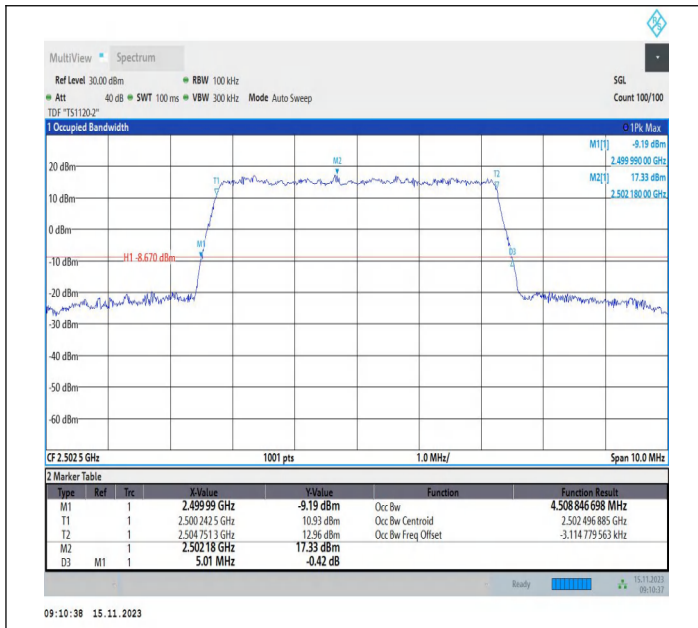 MultiView Spectrum
Ref Level 30.00 dBm RBW 100 kHz SGL
Att 40 dB SWT 100 ms VBW 300 kHz Mode Auto Sweep Count 100/100
TDF "TS1120-2"
1 Occupied Bandwidth 1Pk Max
M1[1] -9.19 dBm
2.499 990 00 GHz
M2[1] 17.33 dBm
2.502 180 00 GHz
M2
T1
T2
20 dBm
10 dBm
0 dBm
M1
D3
H1 -8.670 dBm
-10 dBm
-20 dBm
-30 dBm
-40 dBm
-50 dBm
-60 dBm
CF 2.502 5 GHz 1001 pts 1.0 MHz/ Span 10.0 MHz
2 Marker Table
Type Ref Trc X-Value Y-Value Function Function Result
M1 1 2.499 99 GHz -9.19 dBm Occ Bw 4.508 846 698 MHz
T1 1 2.500 242 5 GHz 10.93 dBm Occ Bw Centroid 2.502 496 885 GHz
T2 1 2.504 751 3 GHz 12.96 dBm Occ Bw Freq Offset -3.114 779 563 kHz
M2 1 2.502 18 GHz 17.33 dBm
D3 M1 1 5.01 MHz -0.42 dB
Ready 15.11.2023
09:10:37
09:10:38 15.11.2023